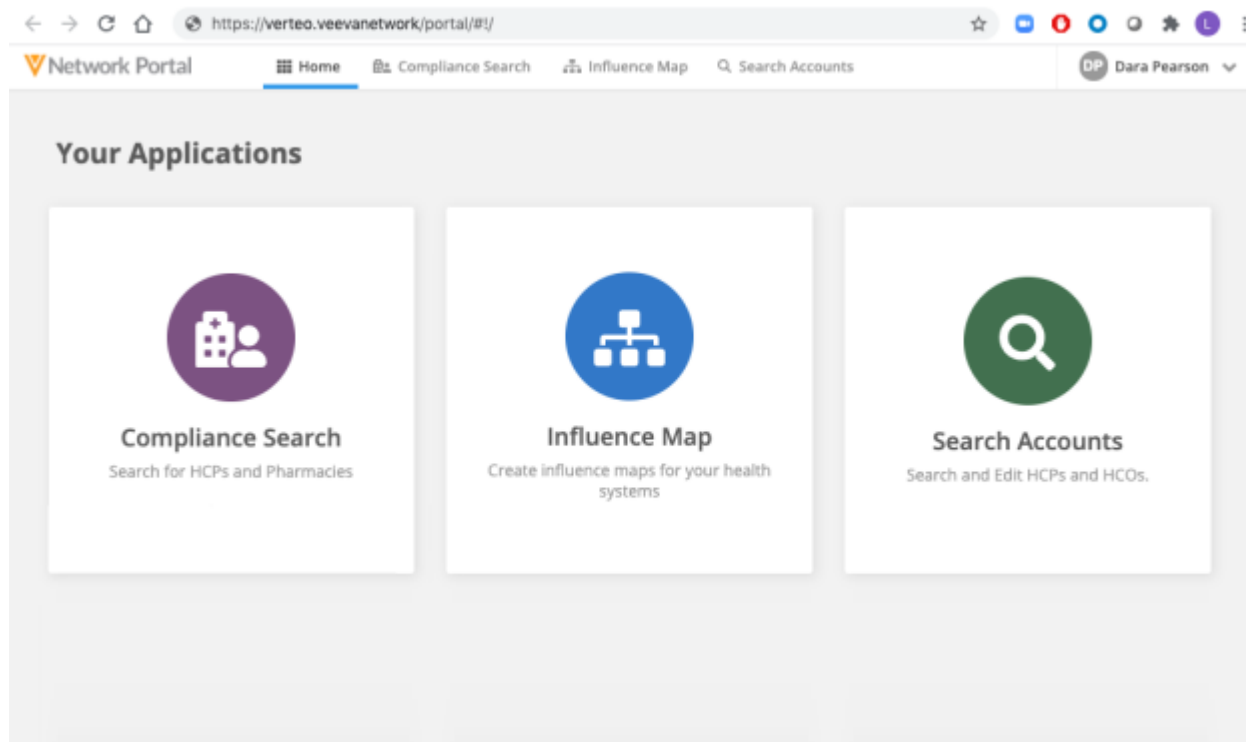 https://verteo.veevanetwork/portal/#!/
L
Network Portal
Home
Compliance Search
Influence Map
Search Accounts
DP
Dara Pearson
Your Applications
Compliance Search
Search for HCPs and Pharmacies
Influence Map
Create influence maps for your health
systems
Search Accounts
Search and Edit HCPs and HCOs.